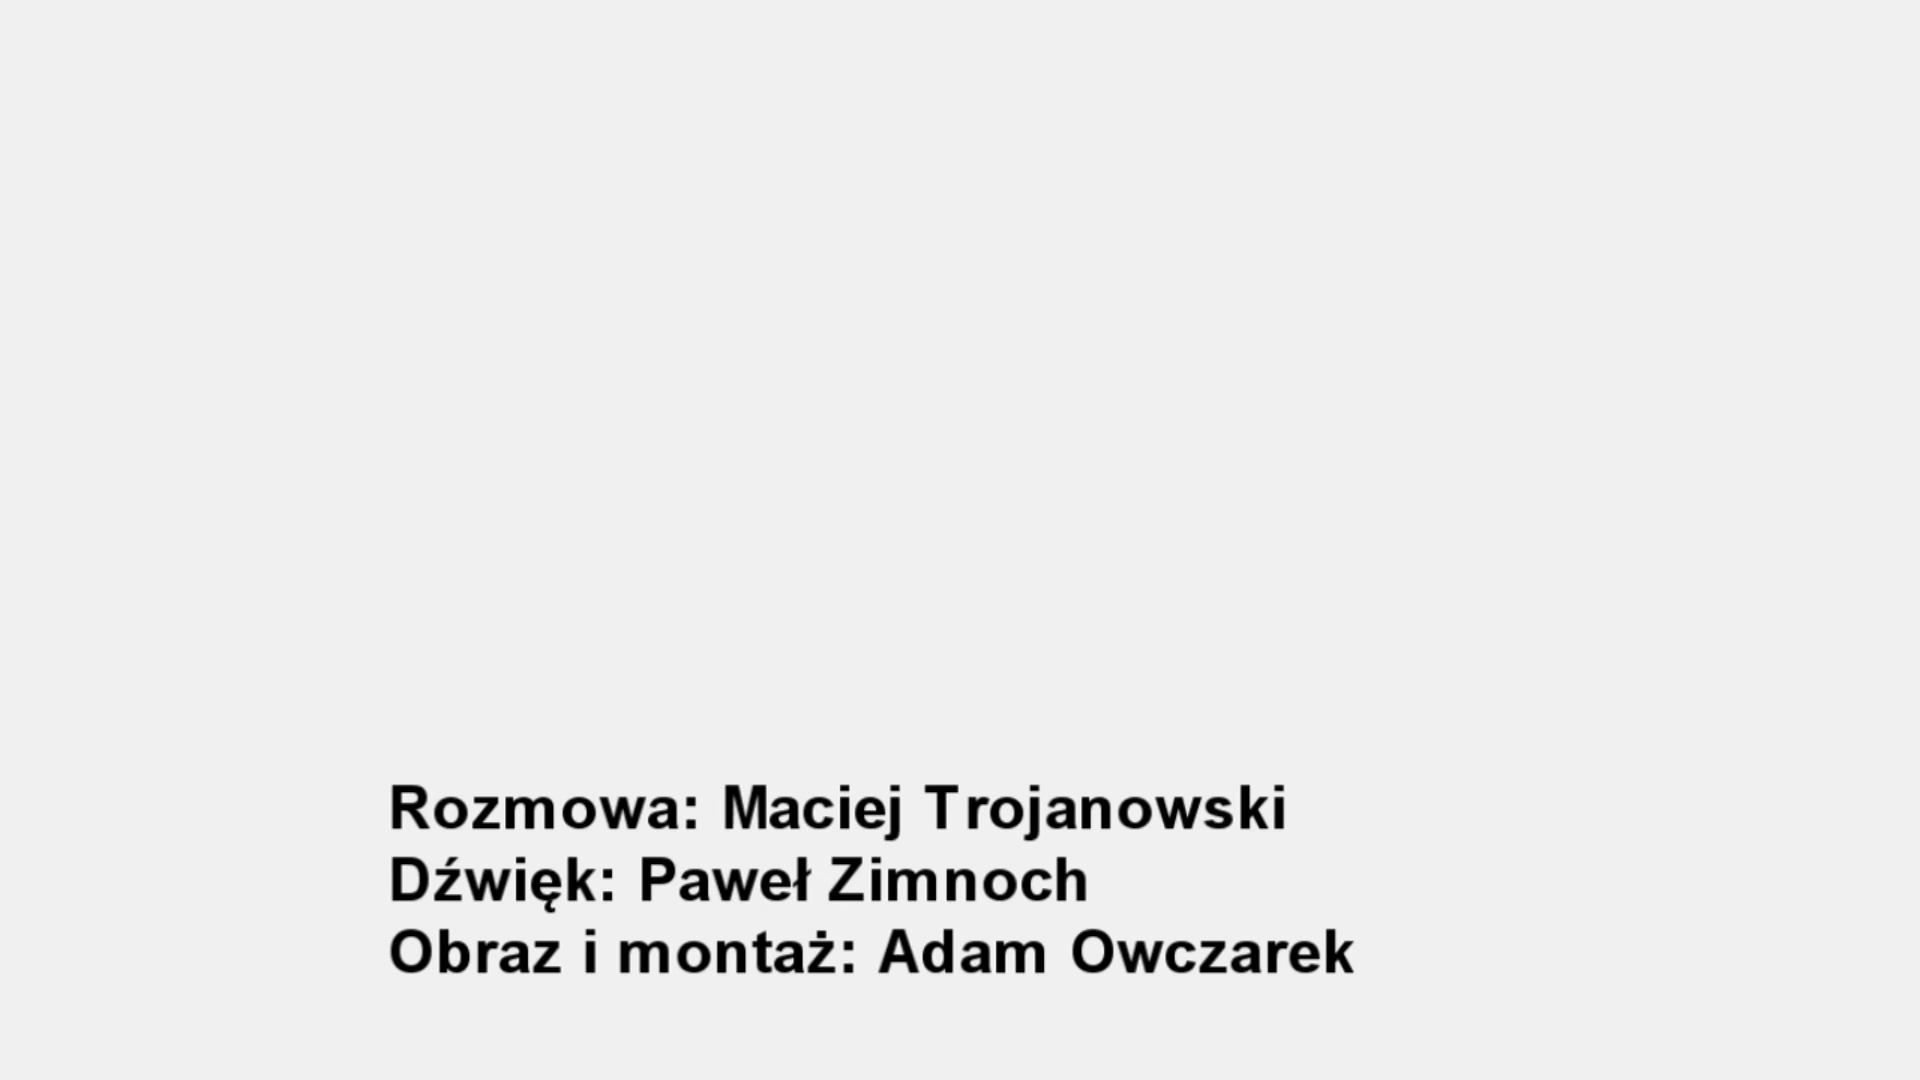 Rozmowa: Maciej Trojanowski
Dźwięk: Paweł Zimnoch
Obraz i montaż: Adam Owczarek